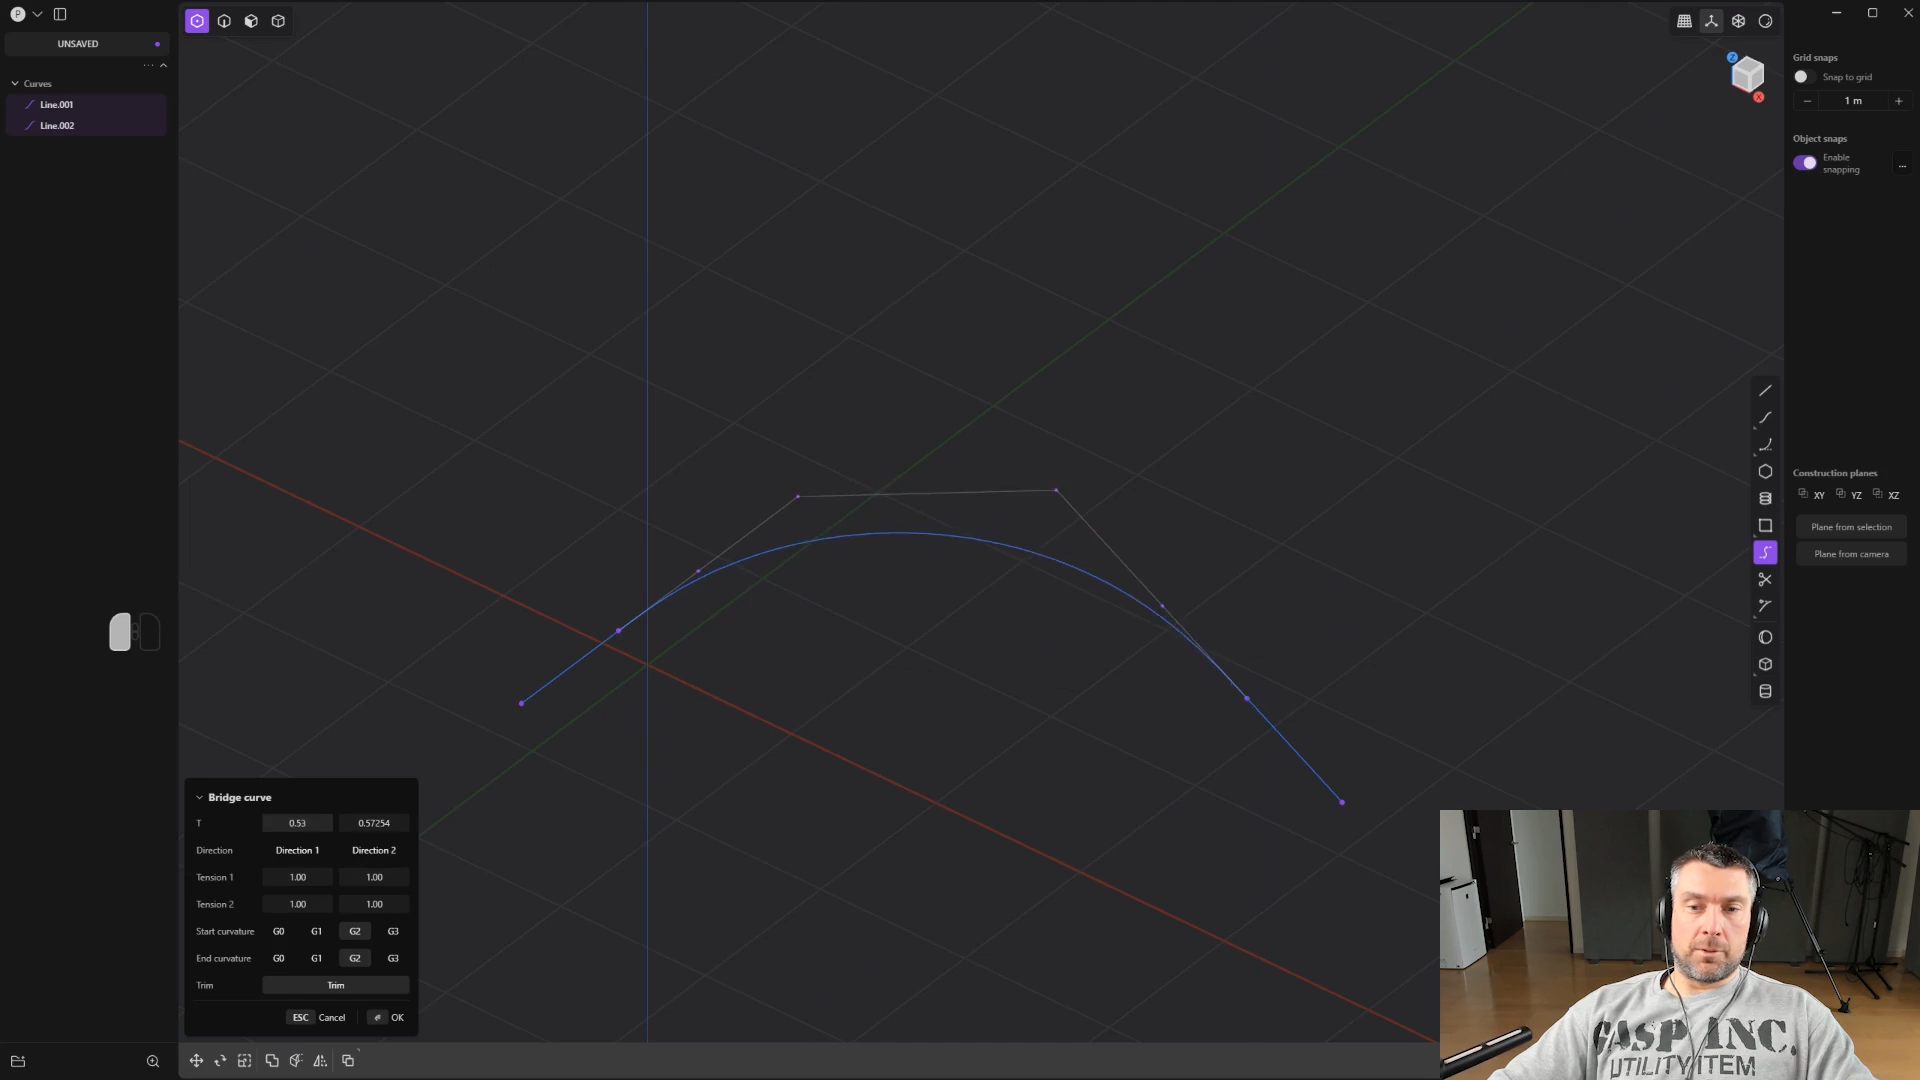 P
UNSAVED
...
Curves
Line.001
Line.002
Z
X
Grid snaps
Snap to grid
− 1 m +
Object snaps
Enable
snapping
...
Construction planes
XY YZ XZ
Plane from selection
Plane from camera
Bridge curve
T 0.53 0.57254
Direction Direction 1 Direction 2
Tension 1 1.00 1.00
Tension 2 1.00 1.00
Start curvature G0 G1 G2 G3
End curvature G0 G1 G2 G3
Trim Trim
ESC Cancel OK
GASP INC.
UTILITY ITEM